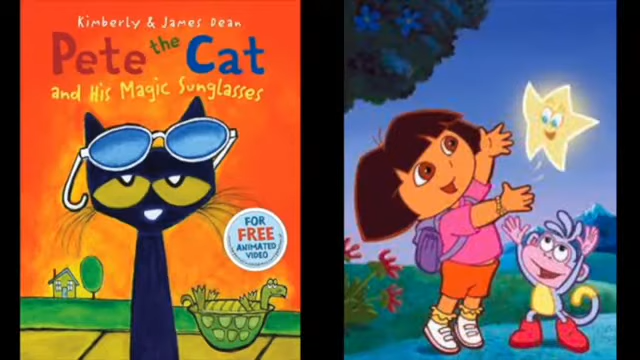 Kimberly & James Dean
Pete the Cat
and His Magic Sunglasses
FOR
FREE
ANIMATED
VIDEO